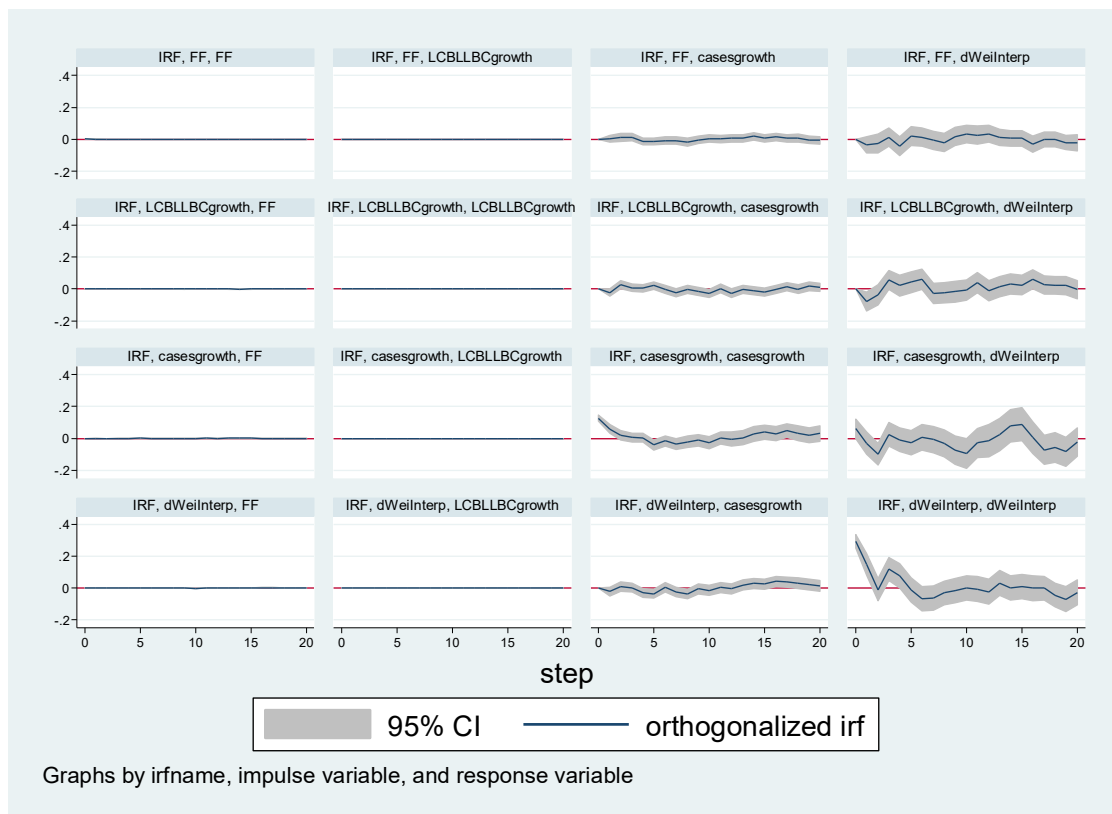 IRF, FF, FF
IRF, FF, LCBLLBCgrowth
IRF, FF, casesgrowth
IRF, FF, dWeiInterp
.4
.2
0
-.2
IRF, LCBLLBCgrowth, FF
IRF, LCBLLBCgrowth, LCBLLBCgrowth
IRF, LCBLLBCgrowth, casesgrowth
IRF, LCBLLBCgrowth, dWeiInterp
.4
.2
0
-.2
IRF, casesgrowth, FF
IRF, casesgrowth, LCBLLBCgrowth
IRF, casesgrowth, casesgrowth
IRF, casesgrowth, dWeiInterp
.4
.2
0
-.2
IRF, dWeiInterp, FF
IRF, dWeiInterp, LCBLLBCgrowth
IRF, dWeiInterp, casesgrowth
IRF, dWeiInterp, dWeiInterp
.4
.2
0
-.2
0 5 10 15 20
0 5 10 15 20
0 5 10 15 20
0 5 10 15 20
step
95% CI
orthogonalized irf
Graphs by irfname, impulse variable, and response variable